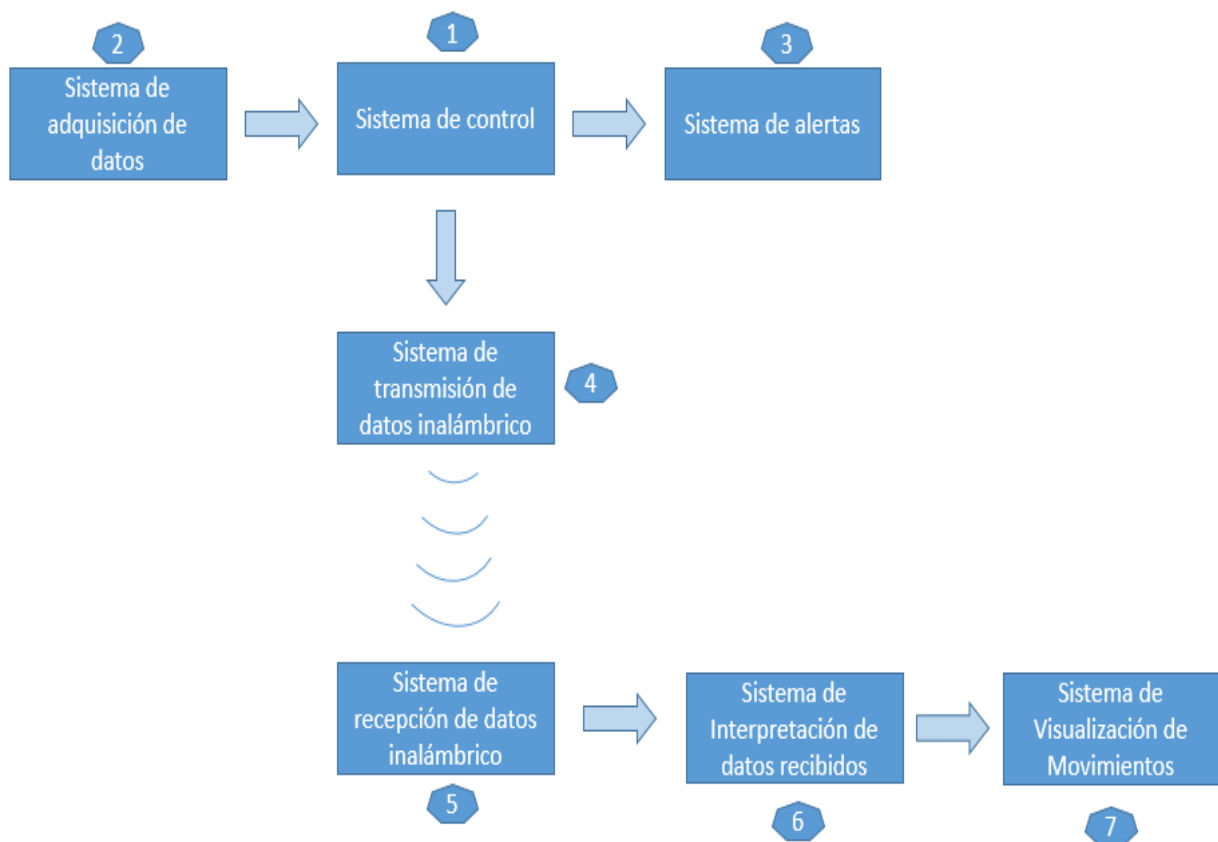 2
1
3
Sistema de
adquisición de
datos
Sistema de control
Sistema de alertas
Sistema de
transmisión de
datos inalámbrico
4
Sistema de
recepción de datos
inalámbrico
Sistema de
Interpretación de
datos recibidos
Sistema de
Visualización de
Movimientos
5
6
7